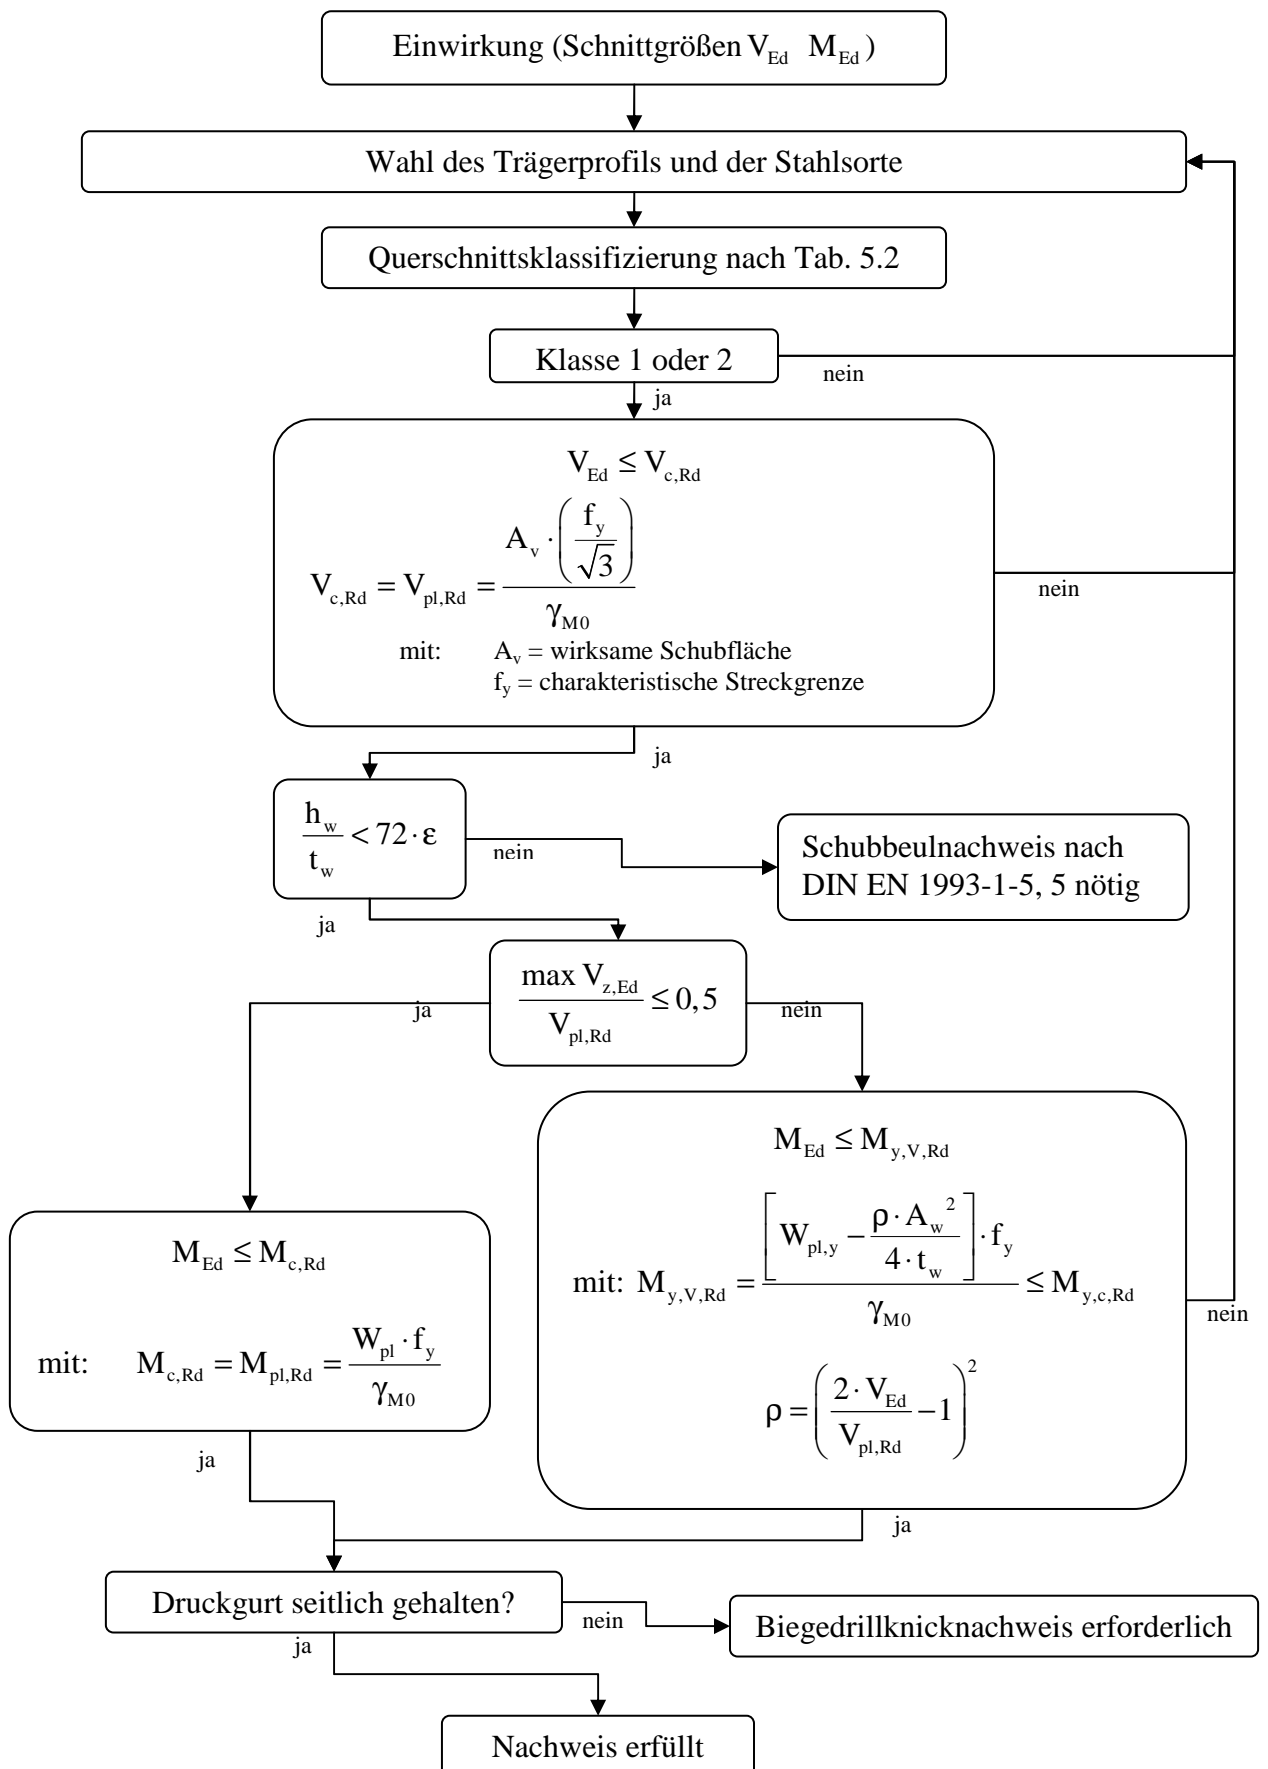 Einwirkung (Schnittgrößen V_Ed M_Ed)
Wahl des Trägerprofils und der Stahlsorte
Querschnittsklassifizierung nach Tab. 5.2
Klasse 1 oder 2
nein
ja
V_Ed ≤ V_c,Rd
V_c,Rd = V_pl,Rd = A_v · (f_y / √3) / γ_M0
nein
mit: A_v = wirksame Schubfläche
f_y = charakteristische Streckgrenze
ja
h_w / t_w < 72 · ε
nein
Schubbeulnachweis nach
DIN EN 1993-1-5, 5 nötig
ja
max V_z,Ed / V_pl,Rd ≤ 0,5
ja
nein
M_Ed ≤ M_y,V,Rd
mit: M_y,V,Rd = [W_pl,y − ρ · A_w² / (4 · t_w)] · f_y / γ_M0 ≤ M_y,c,Rd
nein
ρ = (2 · V_Ed / V_pl,Rd − 1)²
M_Ed ≤ M_c,Rd
mit: M_c,Rd = M_pl,Rd = W_pl · f_y / γ_M0
ja
ja
Druckgurt seitlich gehalten?
nein
Biegedrillknicknachweis erforderlich
ja
Nachweis erfüllt